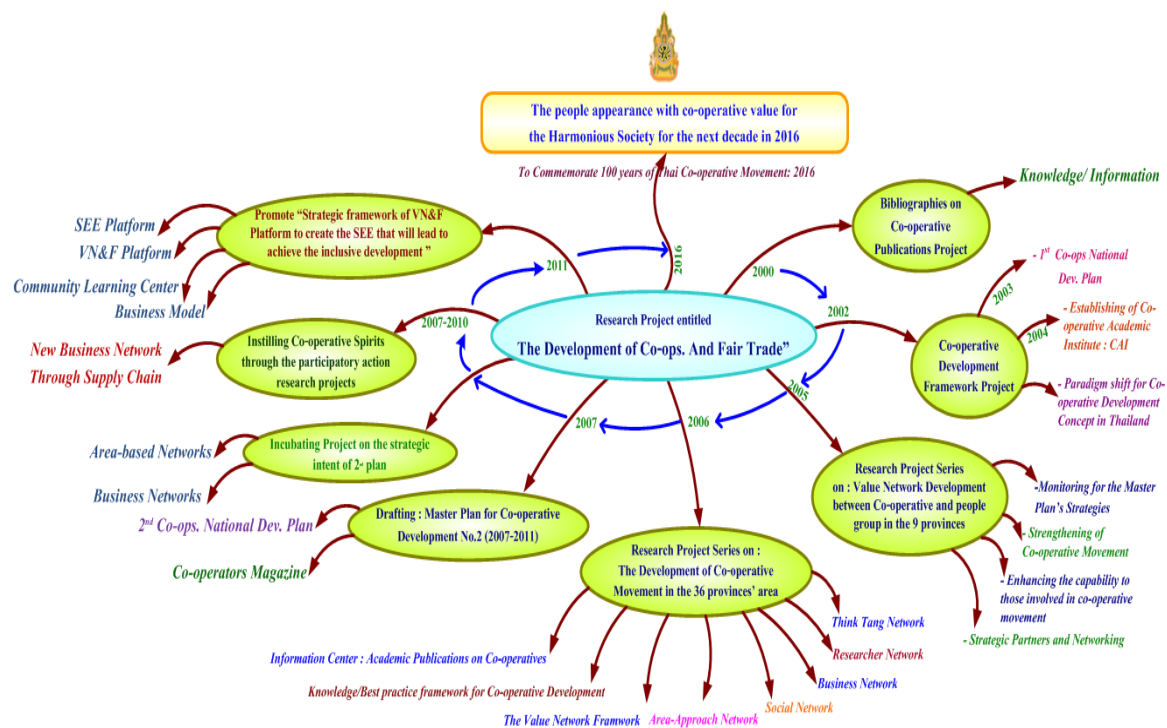 The people appearance with co-operative value for
the Harmonious Society for the next decade in 2016
To Commemorate 100 years of Thai Co-operative Movement: 2016
2016
Research Project entitled
The Development of Co-ops. And Fair Trade”
2000
Bibliographies on
Co-operative
Publications Project
Knowledge/ Information
2002
Co-operative
Development
Framework Project
2003
- 1st Co-ops National
Dev. Plan
2004
- Establishing of Co-
operative Academic
Institute : CAI
- Paradigm shift for Co-
operative Development
Concept in Thailand
2005
Research Project Series
on : Value Network Development
between Co-operative and people
group in the 9 provinces
-Monitoring for the Master
Plan’s Strategies
- Strengthening of
Co-operative Movement
- Enhancing the capability to
those involved in co-operative
movement
- Strategic Partners and Networking
2006
Research Project Series on :
The Development of Co-operative
Movement in the 36 provinces’ area
Think Tang Network
Researcher Network
Business Network
Social Network
Area-Approach Network
The Value Network Framwork
Knowledge/Best practice framework for Co-operative Development
Information Center : Academic Publications on Co-operatives
2007
Drafting : Master Plan for Co-operative
Development No.2 (2007-2011)
2nd Co-ops. National Dev. Plan
Co-operators Magazine
Incubating Project on the strategic
intent of 2nd plan
Area-based Networks
Business Networks
2007-2010
Instilling Co-operative Spirits
through the participatory action
research projects
New Business Network
Through Supply Chain
2011
Promote “Strategic framework of VN&F
Platform to create the SEE that will lead to
achieve the inclusive development ”
SEE Platform
VN&F Platform
Community Learning Center
Business Model